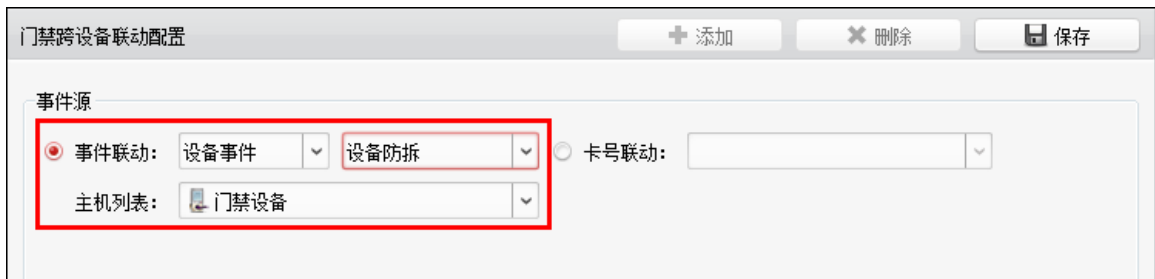 门禁跨设备联动配置 添加 删除 保存
事件源
事件联动: 设备事件 设备防拆 卡号联动:
主机列表: 门禁设备